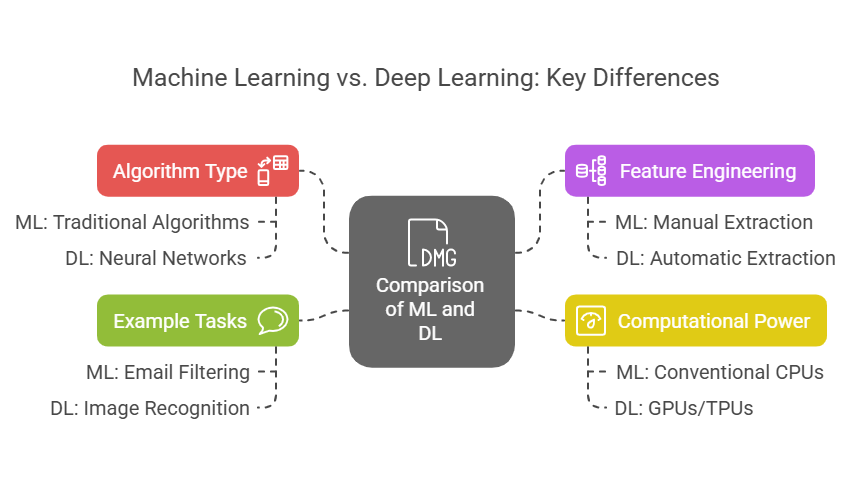 Machine Learning vs. Deep Learning: Key Differences
Algorithm Type
ML: Traditional Algorithms
DL: Neural Networks
Example Tasks
ML: Email Filtering
DL: Image Recognition
DMG
Comparison
of ML and
DL
Feature Engineering
ML: Manual Extraction
DL: Automatic Extraction
Computational Power
ML: Conventional CPUs
DL: GPUs/TPUs